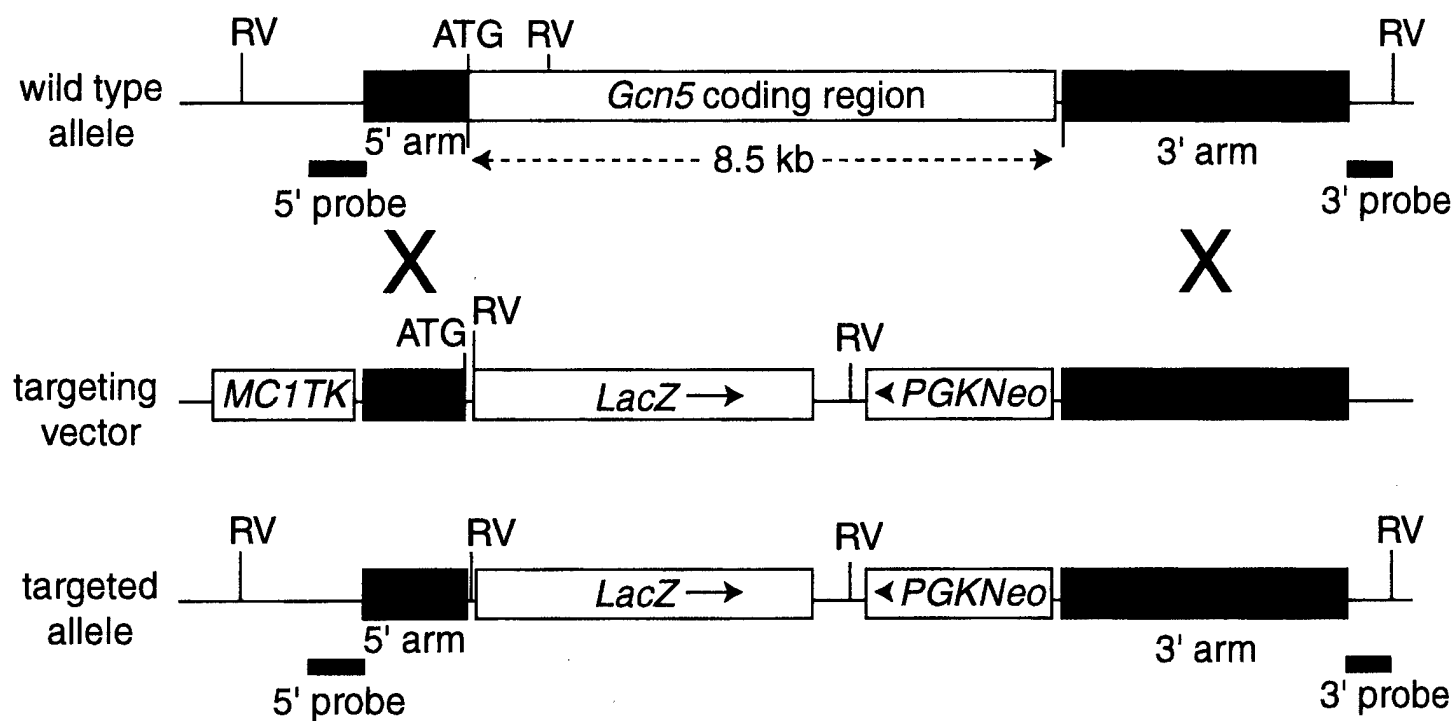 RV ATG RV RV
wild type
allele
Gcn5 coding region
5' arm
8.5 kb
3' arm
5' probe
3' probe
X X
ATG RV RV
targeting
vector
MC1TK
LacZ
PGKNeo
RV RV RV RV
targeted
allele
LacZ
PGKNeo
5' arm
3' arm
5' probe
3' probe